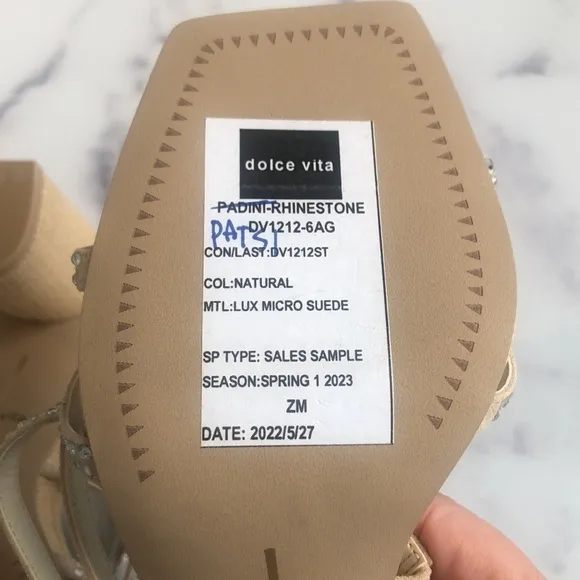 dolce vita
PADINI-RHINESTONE
DV1212-6AG
PATSI
CON/LAST:DV1212ST
COL:NATURAL
MTL:LUX MICRO SUEDE
SP TYPE: SALES SAMPLE
SEASON:SPRING 1 2023
ZM
DATE: 2022/5/27